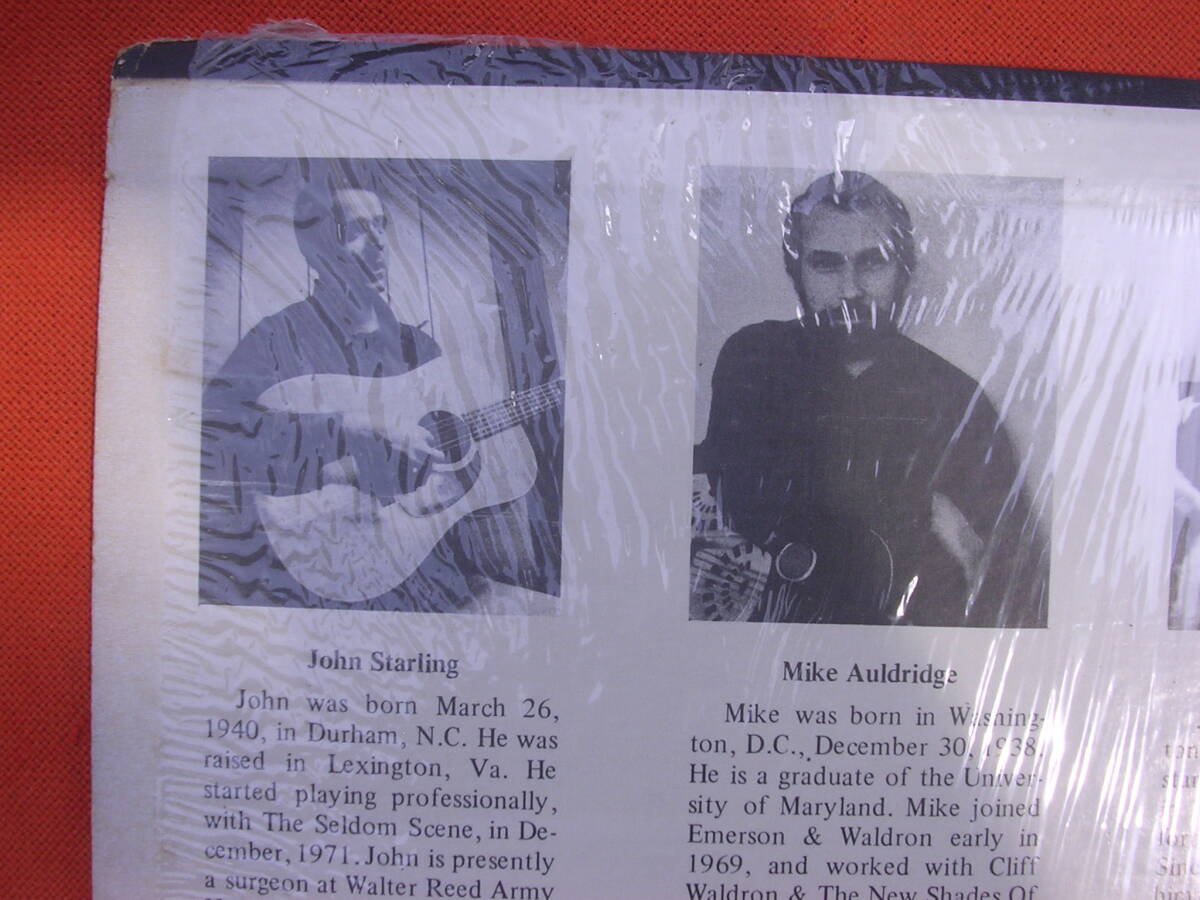 John Starling
John was born March 26,
1940, in Durham, N.C. He was
raised in Lexington, Va. He
started playing professionally,
with The Seldom Scene, in De-
cember, 1971. John is presently
a surgeon at Walter Reed Army
Mike Auldridge
Mike was born in Washing-
ton, D.C., December 30, 1938.
He is a graduate of the Univer-
sity of Maryland. Mike joined
Emerson & Waldron early in
1969, and worked with Cliff
Waldron & The New Shades Of